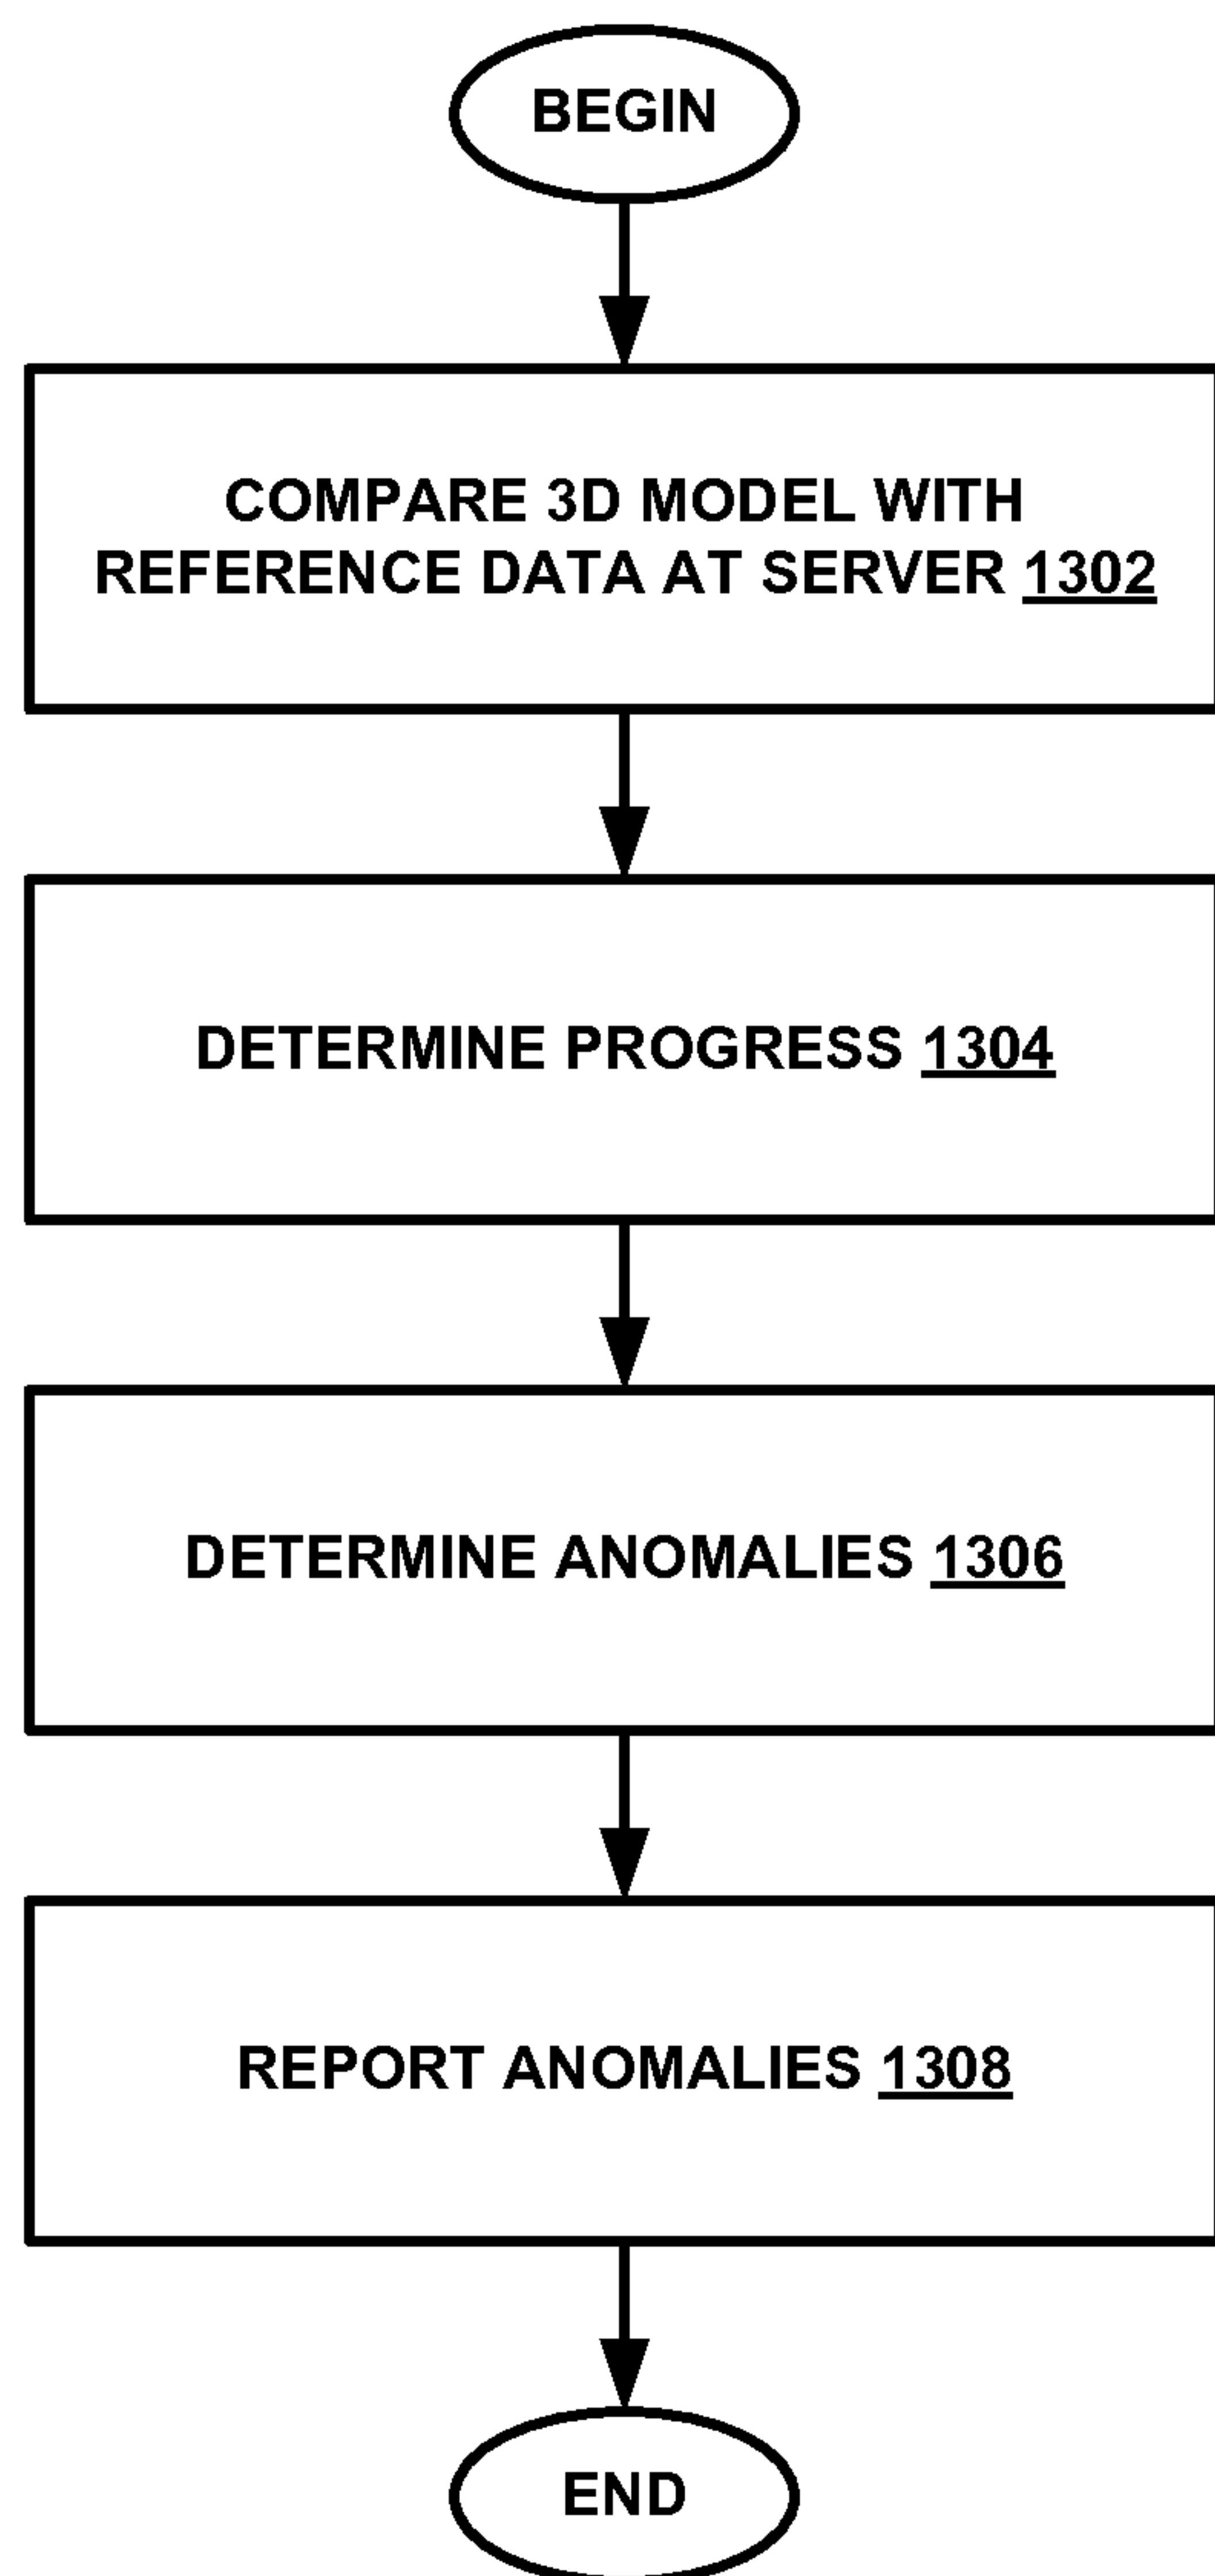 BEGIN
COMPARE 3D MODEL WITH
REFERENCE DATA AT SERVER 1302
DETERMINE PROGRESS 1304
DETERMINE ANOMALIES 1306
REPORT ANOMALIES 1308
END